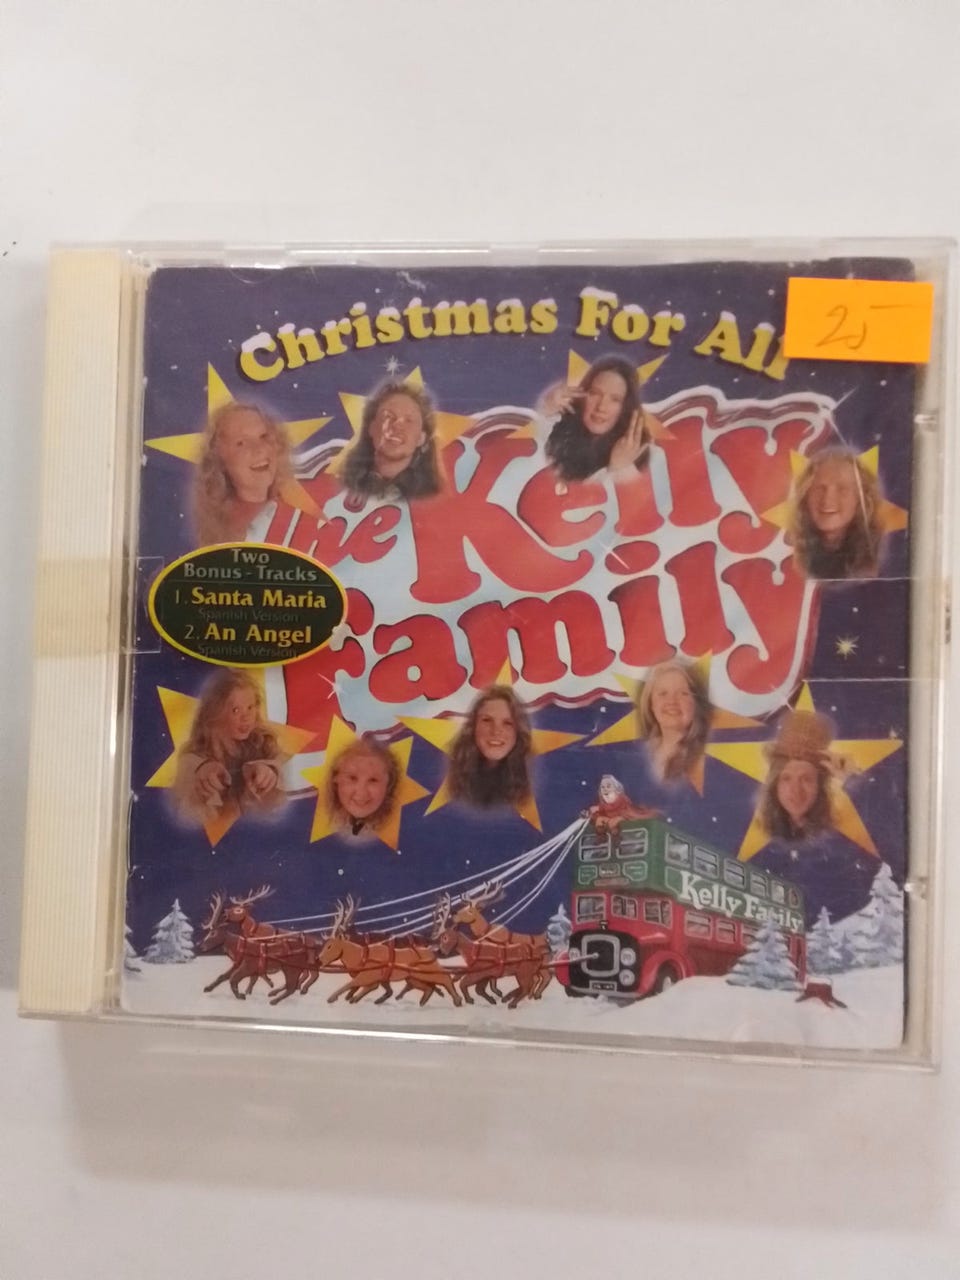 Christmas For All
25
The Kelly
Family
Two
Bonus-Tracks
1. Santa Maria
Spanish Version
2. An Angel
Spanish Version
Kelly Family